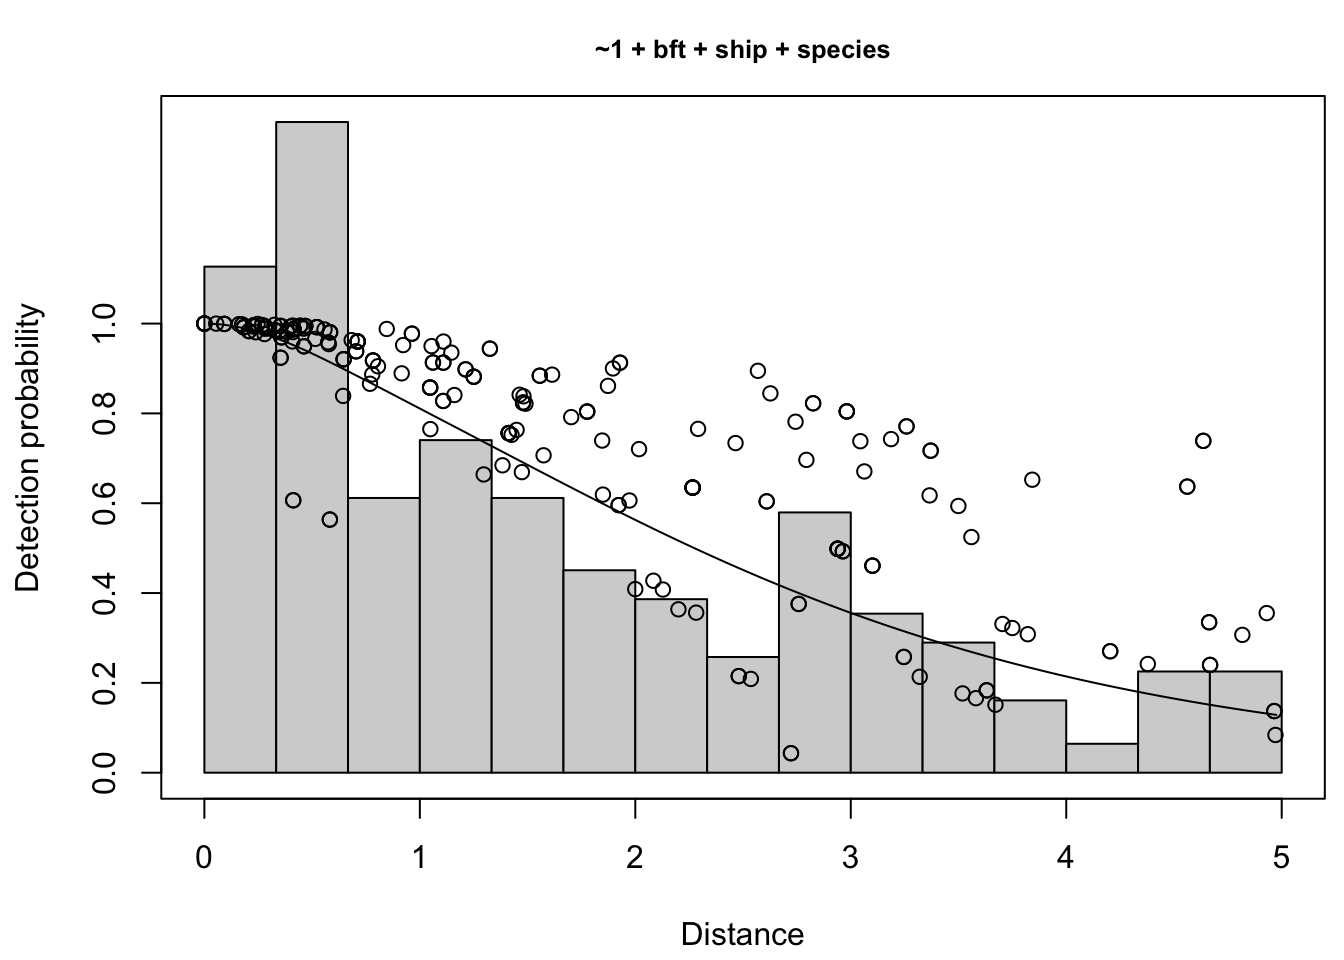 ~1 + bft + ship + species
Detection probability
1.0
0.8
0.6
0.4
0.2
0.0
0 1 2 3 4 5
Distance